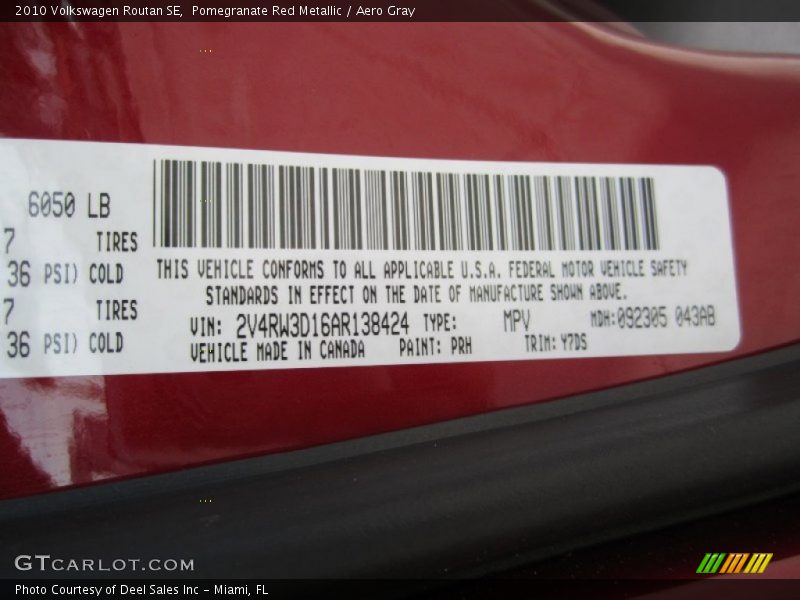 2010 Volkswagen Routan SE,  Pomegranate Red Metallic / Aero Gray
6050 LB
7 TIRES
36 PSI) COLD
7 TIRES
36 PSI) COLD
THIS VEHICLE CONFORMS TO ALL APPLICABLE U.S.A. FEDERAL MOTOR VEHICLE SAFETY
STANDARDS IN EFFECT ON THE DATE OF MANUFACTURE SHOWN ABOVE.
VIN: 2V4RW3D16AR138424 TYPE: MPV MDH:092305 043AB
VEHICLE MADE IN CANADA PAINT: PRH TRIM: Y7DS
GTCARLOT.COM
Photo Courtesy of Deel Sales Inc - Miami, FL